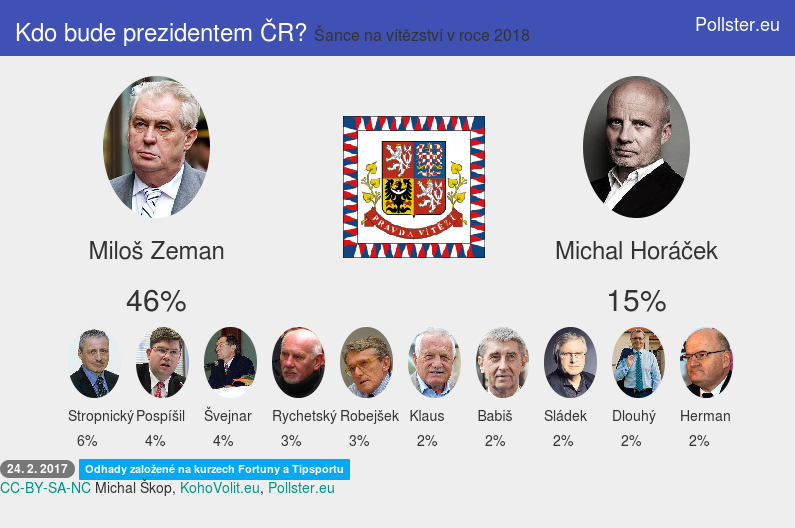 Kdo bude prezidentem ČR? Šance na vítězství v roce 2018
Pollster.eu
PRAVDA VÍTĚZÍ
Miloš Zeman
Michal Horáček
46%
15%
Stropnický Pospíšil Švejnar Rychetský Robejšek Klaus Babiš Sládek Dlouhý Herman
6% 4% 4% 3% 3% 2% 2% 2% 2% 2%
24. 2. 2017 Odhady založené na kurzech Fortuny a Tipsportu
CC-BY-SA-NC Michal Škop, KohoVolit.eu, Pollster.eu